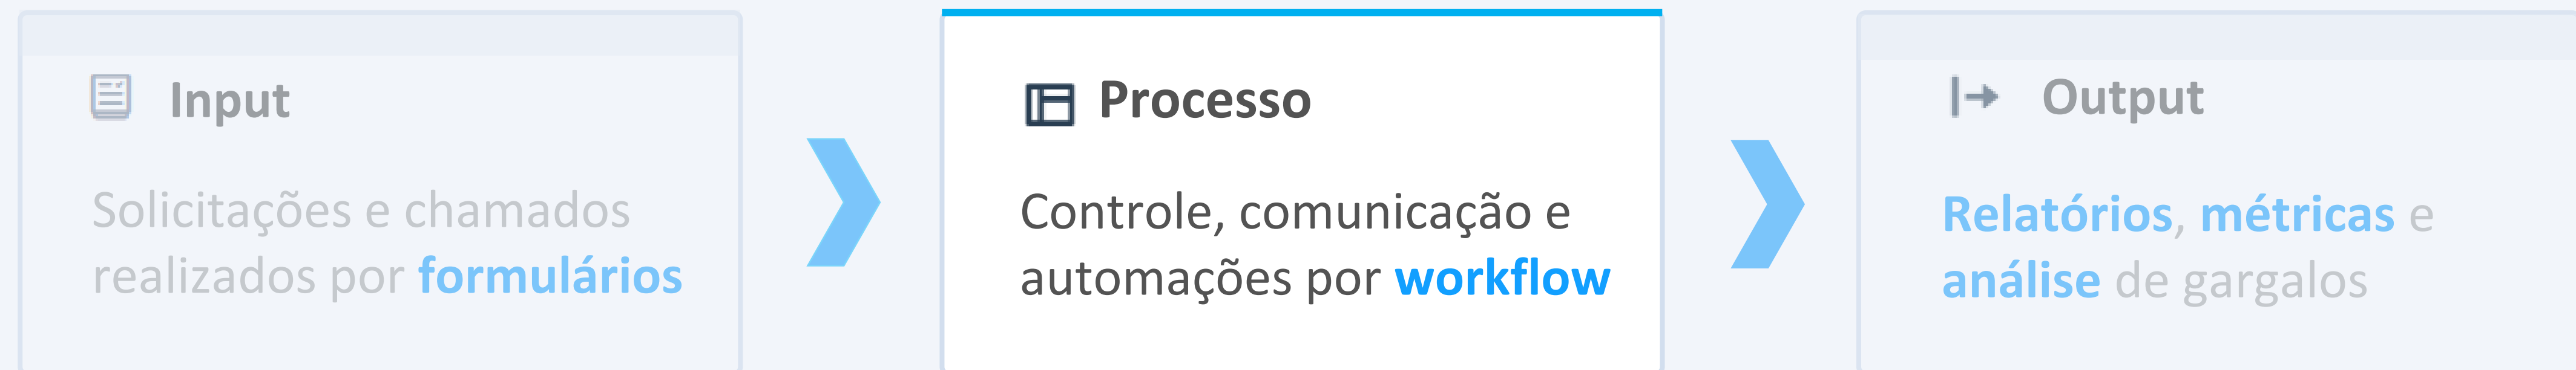 Input
Solicitações e chamados
realizados por formulários
Processo
Controle, comunicação e
automações por workflow
Output
Relatórios, métricas e
análise de gargalos